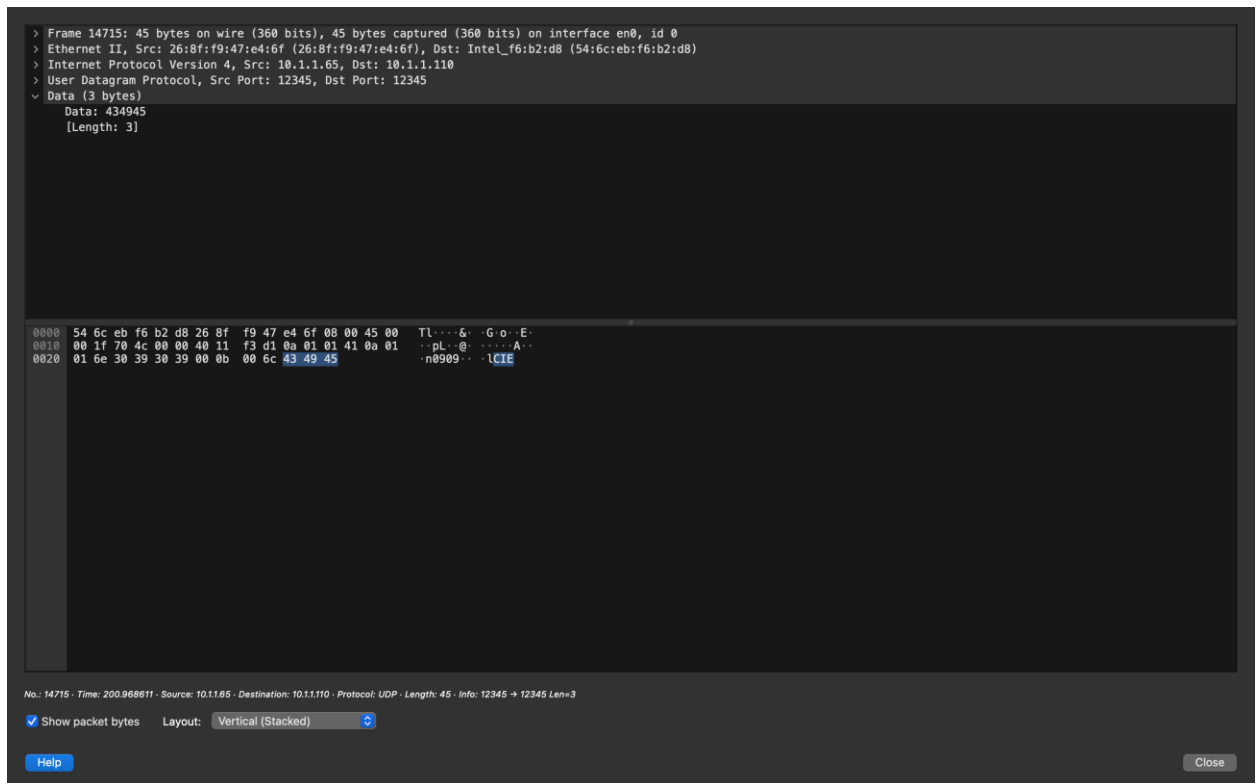 > Frame 14715: 45 bytes on wire (360 bits), 45 bytes captured (360 bits) on interface en0, id 0
> Ethernet II, Src: 26:8f:f9:47:e4:6f (26:8f:f9:47:e4:6f), Dst: Intel_f6:b2:d8 (54:6c:eb:f6:b2:d8)
> Internet Protocol Version 4, Src: 10.1.1.65, Dst: 10.1.1.110
> User Datagram Protocol, Src Port: 12345, Dst Port: 12345
Data (3 bytes)
Data: 434945
[Length: 3]
0000 54 6c eb f6 b2 d8 26 8f f9 47 e4 6f 08 00 45 00 Tl····&· ·G·o··E·
0010 00 1f 70 4c 00 00 40 11 f3 d1 0a 01 01 41 0a 01 ··pL··@· ·····A··
0020 01 6e 30 39 30 39 00 0b 00 6c 43 49 45 ·n0909·· ·lCIE
No.: 14715 · Time: 200.968611 · Source: 10.1.1.65 · Destination: 10.1.1.110 · Protocol: UDP · Length: 45 · Info: 12345 → 12345 Len=3
Show packet bytes Layout: Vertical (Stacked)
Help Close